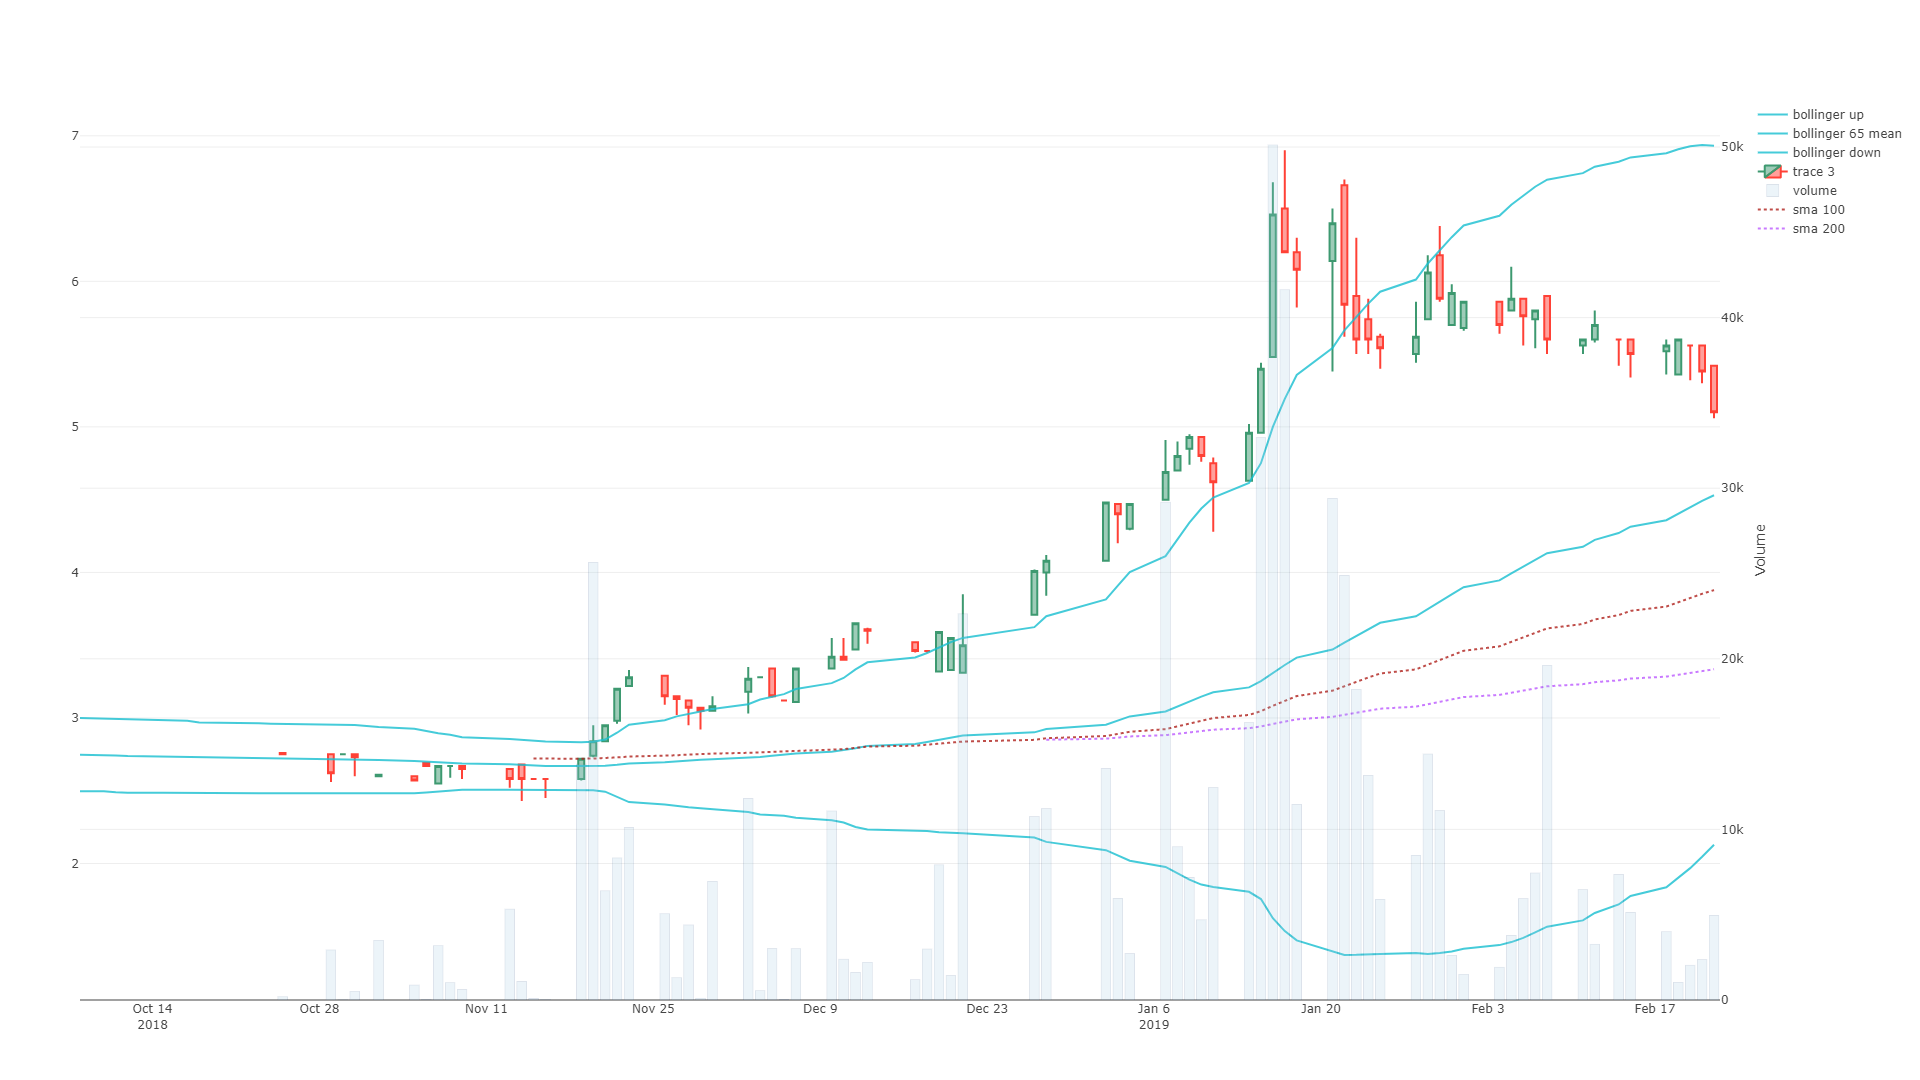 bollinger up
bollinger 65 mean
bollinger down
trace 3
volume
sma 100
sma 200
7
6
5
4
3
2
50k
40k
30k
20k
10k
0
Volume
Oct 14
2018
Oct 28
Nov 11
Nov 25
Dec 9
Dec 23
Jan 6
2019
Jan 20
Feb 3
Feb 17